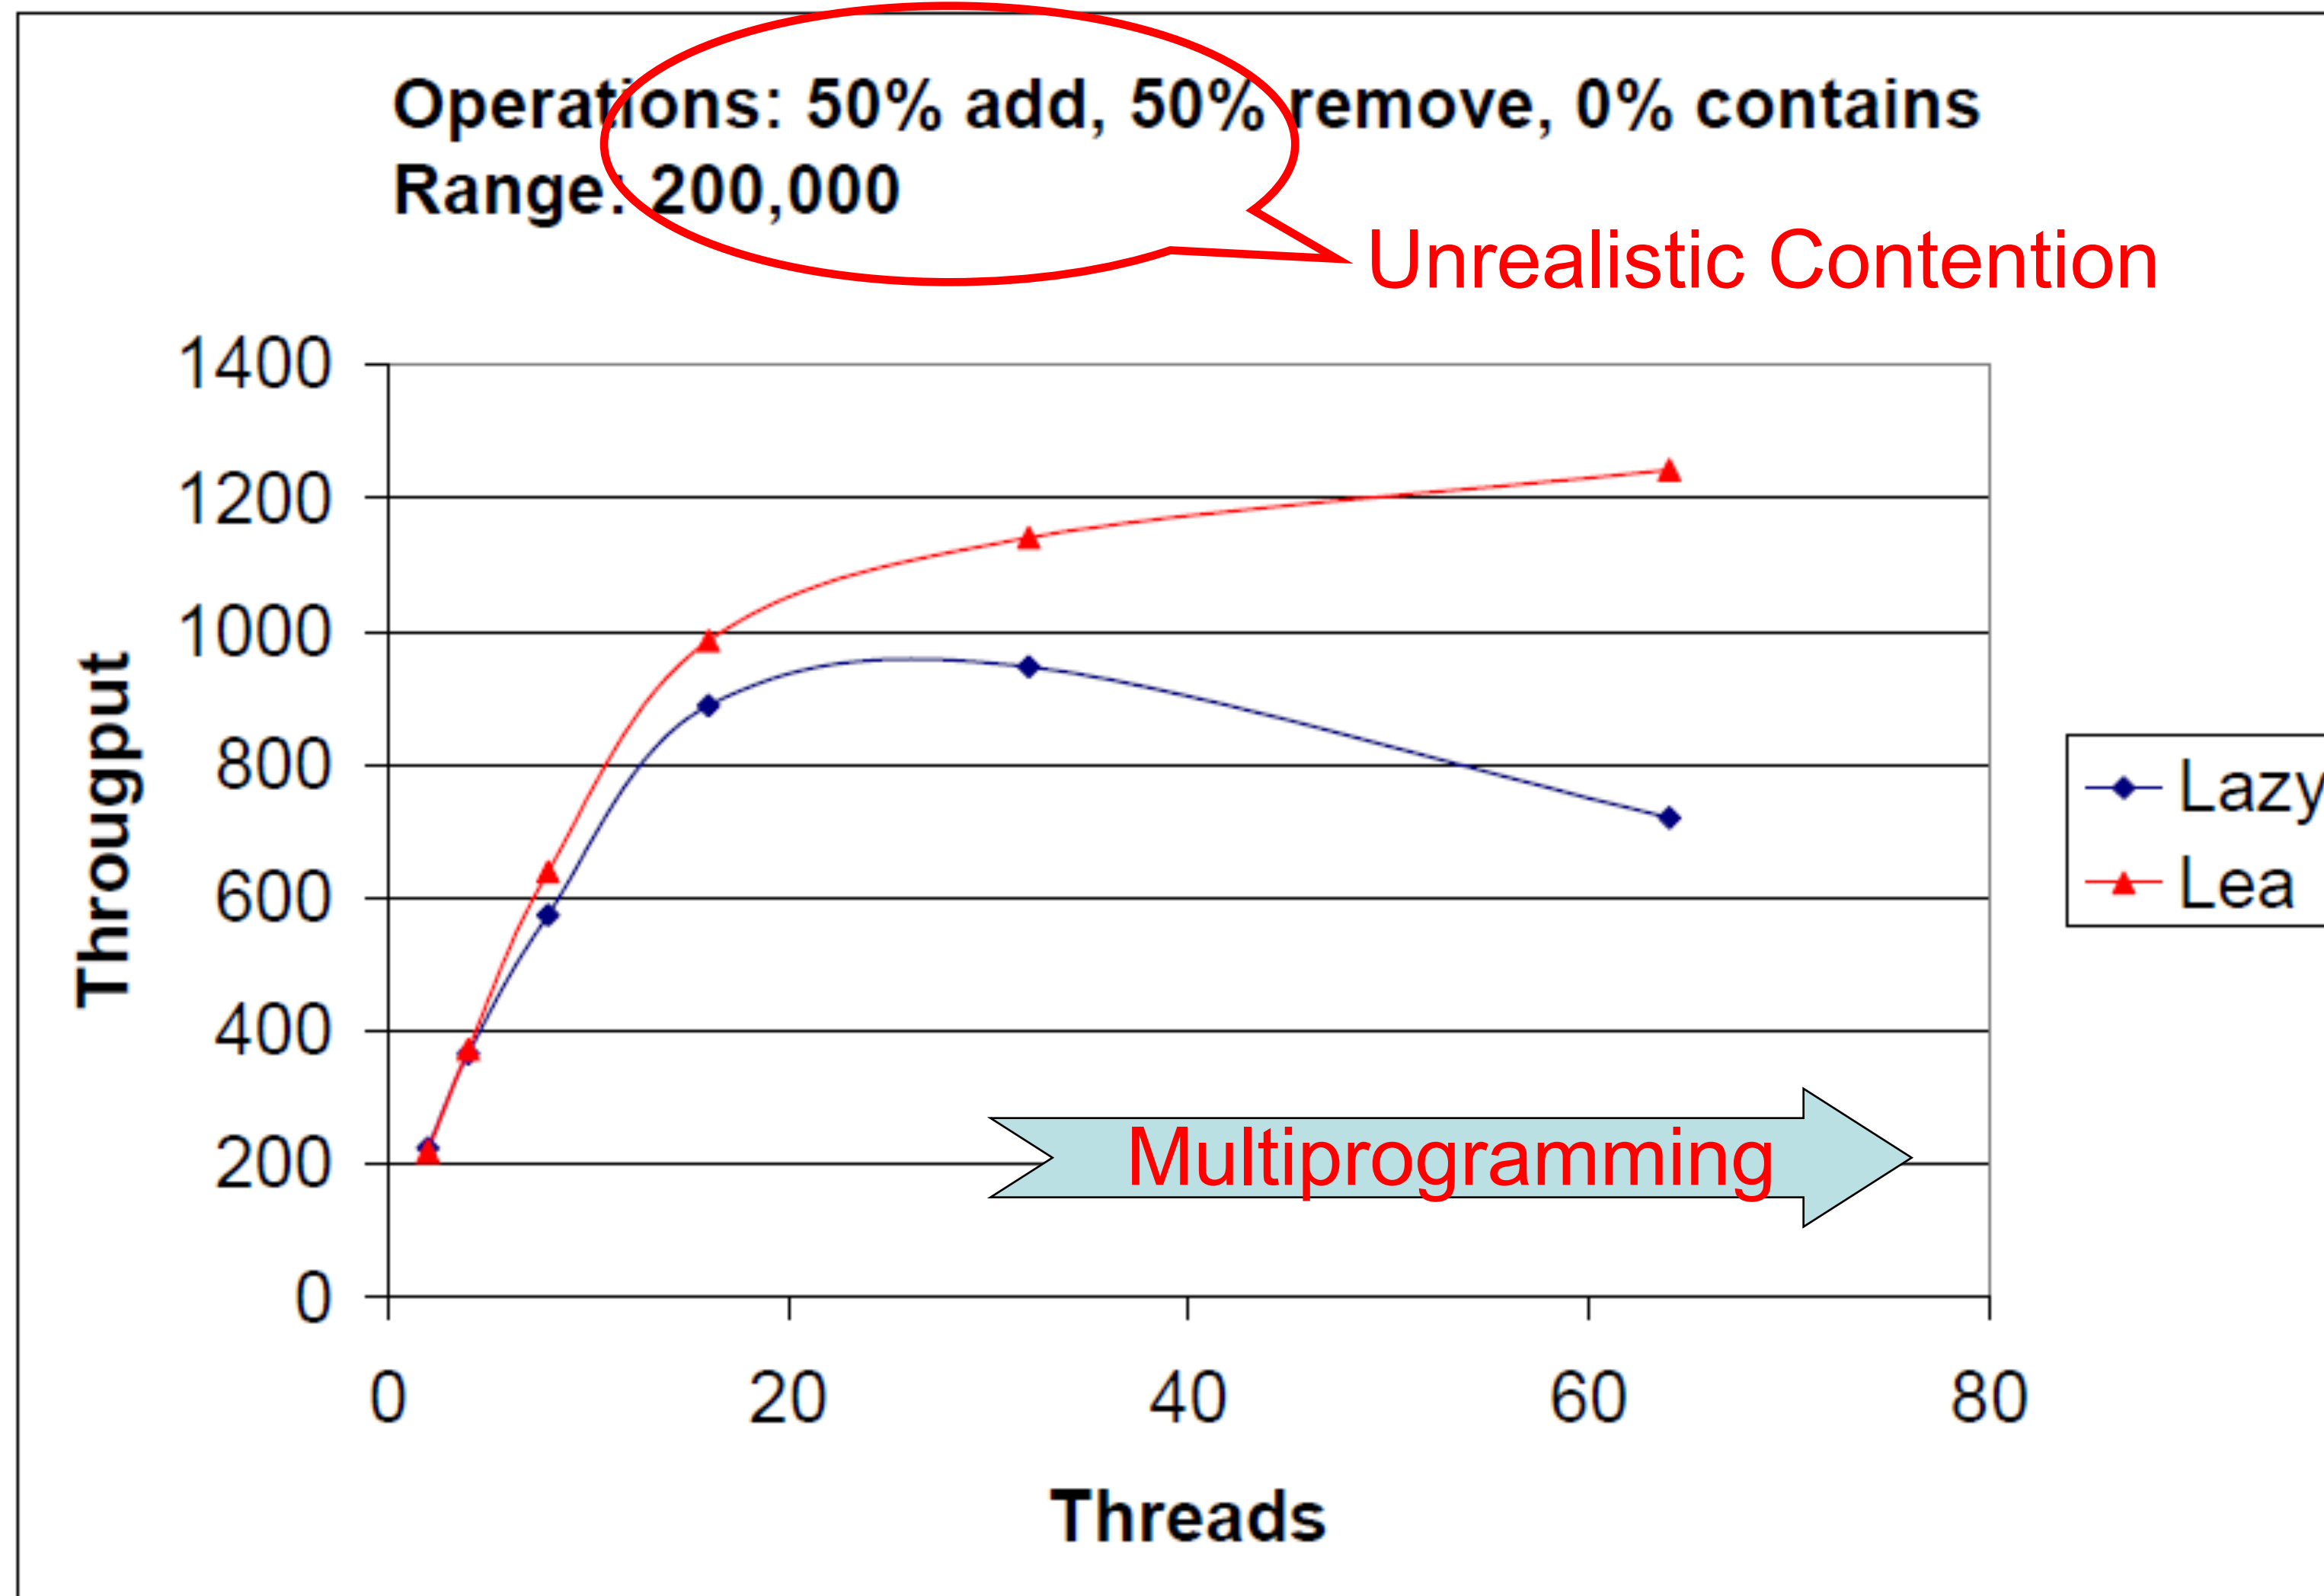 Operations: 50% add, 50% remove, 0% contains
Range: 200,000
Unrealistic Contention
1400
1200
1000
800
600
400
200
0
Througput
Lazy
Lea
Multiprogramming
0 20 40 60 80
Threads